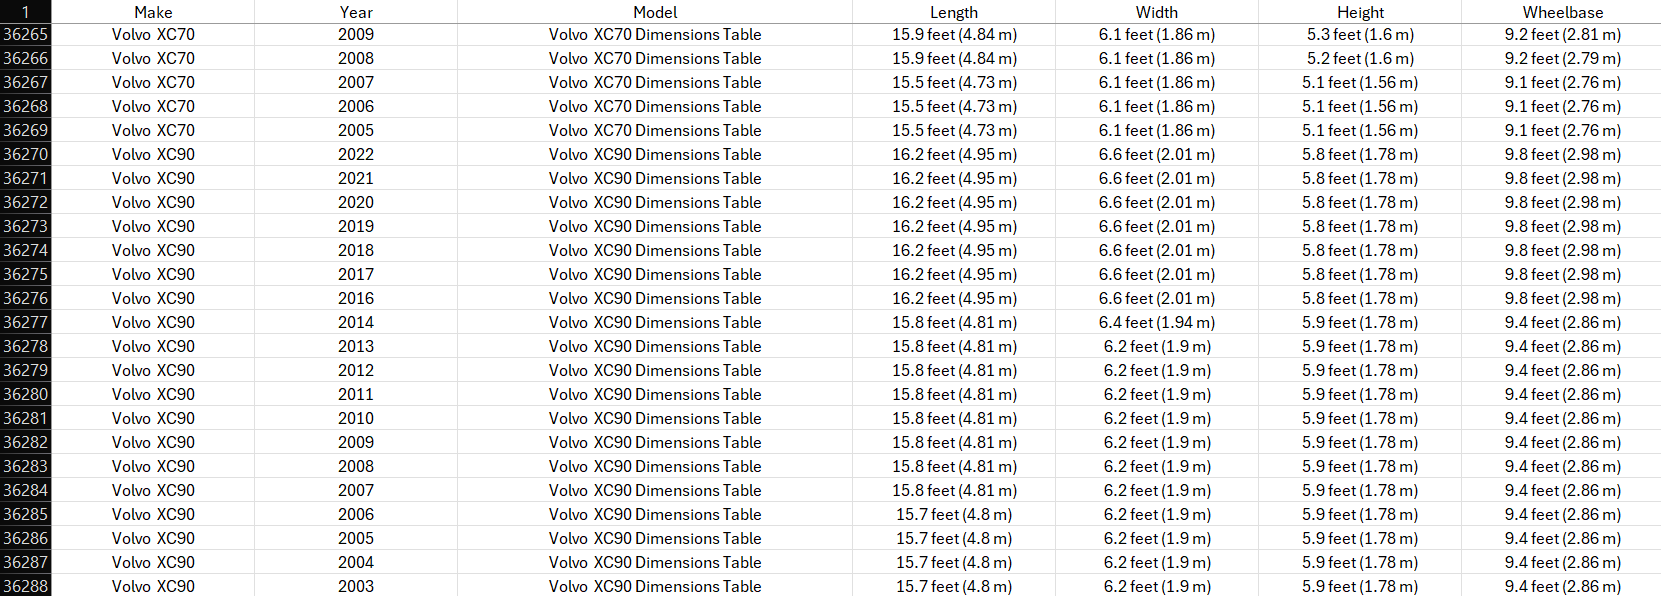 1 Make Year Model Length Width Height Wheelbase
36265 Volvo XC70 2009 Volvo XC70 Dimensions Table 15.9 feet (4.84 m) 6.1 feet (1.86 m) 5.3 feet (1.6 m) 9.2 feet (2.81 m)
36266 Volvo XC70 2008 Volvo XC70 Dimensions Table 15.9 feet (4.84 m) 6.1 feet (1.86 m) 5.2 feet (1.6 m) 9.2 feet (2.79 m)
36267 Volvo XC70 2007 Volvo XC70 Dimensions Table 15.5 feet (4.73 m) 6.1 feet (1.86 m) 5.1 feet (1.56 m) 9.1 feet (2.76 m)
36268 Volvo XC70 2006 Volvo XC70 Dimensions Table 15.5 feet (4.73 m) 6.1 feet (1.86 m) 5.1 feet (1.56 m) 9.1 feet (2.76 m)
36269 Volvo XC70 2005 Volvo XC70 Dimensions Table 15.5 feet (4.73 m) 6.1 feet (1.86 m) 5.1 feet (1.56 m) 9.1 feet (2.76 m)
36270 Volvo XC90 2022 Volvo XC90 Dimensions Table 16.2 feet (4.95 m) 6.6 feet (2.01 m) 5.8 feet (1.78 m) 9.8 feet (2.98 m)
36271 Volvo XC90 2021 Volvo XC90 Dimensions Table 16.2 feet (4.95 m) 6.6 feet (2.01 m) 5.8 feet (1.78 m) 9.8 feet (2.98 m)
36272 Volvo XC90 2020 Volvo XC90 Dimensions Table 16.2 feet (4.95 m) 6.6 feet (2.01 m) 5.8 feet (1.78 m) 9.8 feet (2.98 m)
36273 Volvo XC90 2019 Volvo XC90 Dimensions Table 16.2 feet (4.95 m) 6.6 feet (2.01 m) 5.8 feet (1.78 m) 9.8 feet (2.98 m)
36274 Volvo XC90 2018 Volvo XC90 Dimensions Table 16.2 feet (4.95 m) 6.6 feet (2.01 m) 5.8 feet (1.78 m) 9.8 feet (2.98 m)
36275 Volvo XC90 2017 Volvo XC90 Dimensions Table 16.2 feet (4.95 m) 6.6 feet (2.01 m) 5.8 feet (1.78 m) 9.8 feet (2.98 m)
36276 Volvo XC90 2016 Volvo XC90 Dimensions Table 16.2 feet (4.95 m) 6.6 feet (2.01 m) 5.8 feet (1.78 m) 9.8 feet (2.98 m)
36277 Volvo XC90 2014 Volvo XC90 Dimensions Table 15.8 feet (4.81 m) 6.4 feet (1.94 m) 5.9 feet (1.78 m) 9.4 feet (2.86 m)
36278 Volvo XC90 2013 Volvo XC90 Dimensions Table 15.8 feet (4.81 m) 6.2 feet (1.9 m) 5.9 feet (1.78 m) 9.4 feet (2.86 m)
36279 Volvo XC90 2012 Volvo XC90 Dimensions Table 15.8 feet (4.81 m) 6.2 feet (1.9 m) 5.9 feet (1.78 m) 9.4 feet (2.86 m)
36280 Volvo XC90 2011 Volvo XC90 Dimensions Table 15.8 feet (4.81 m) 6.2 feet (1.9 m) 5.9 feet (1.78 m) 9.4 feet (2.86 m)
36281 Volvo XC90 2010 Volvo XC90 Dimensions Table 15.8 feet (4.81 m) 6.2 feet (1.9 m) 5.9 feet (1.78 m) 9.4 feet (2.86 m)
36282 Volvo XC90 2009 Volvo XC90 Dimensions Table 15.8 feet (4.81 m) 6.2 feet (1.9 m) 5.9 feet (1.78 m) 9.4 feet (2.86 m)
36283 Volvo XC90 2008 Volvo XC90 Dimensions Table 15.8 feet (4.81 m) 6.2 feet (1.9 m) 5.9 feet (1.78 m) 9.4 feet (2.86 m)
36284 Volvo XC90 2007 Volvo XC90 Dimensions Table 15.8 feet (4.81 m) 6.2 feet (1.9 m) 5.9 feet (1.78 m) 9.4 feet (2.86 m)
36285 Volvo XC90 2006 Volvo XC90 Dimensions Table 15.7 feet (4.8 m) 6.2 feet (1.9 m) 5.9 feet (1.78 m) 9.4 feet (2.86 m)
36286 Volvo XC90 2005 Volvo XC90 Dimensions Table 15.7 feet (4.8 m) 6.2 feet (1.9 m) 5.9 feet (1.78 m) 9.4 feet (2.86 m)
36287 Volvo XC90 2004 Volvo XC90 Dimensions Table 15.7 feet (4.8 m) 6.2 feet (1.9 m) 5.9 feet (1.78 m) 9.4 feet (2.86 m)
36288 Volvo XC90 2003 Volvo XC90 Dimensions Table 15.7 feet (4.8 m) 6.2 feet (1.9 m) 5.9 feet (1.78 m) 9.4 feet (2.86 m)